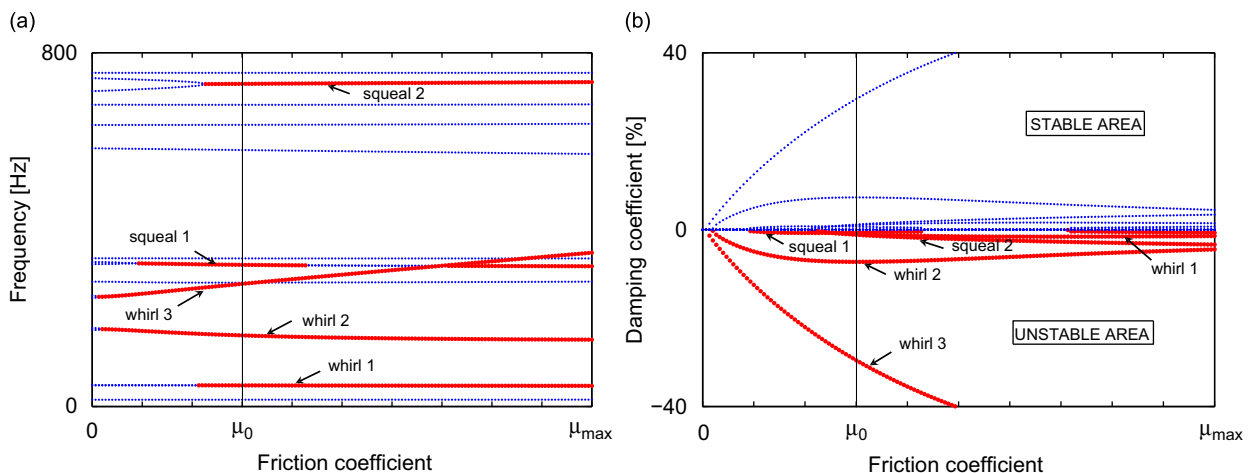 (a)
800
Frequency [Hz]
squeal 2
squeal 1
whirl 3
whirl 2
whirl 1
0
0
μ0
μmax
Friction coefficient
(b)
40
Damping coefficient [%]
STABLE AREA
0
squeal 1
squeal 2
whirl 1
whirl 2
UNSTABLE AREA
whirl 3
−40
0
μ0
μmax
Friction coefficient